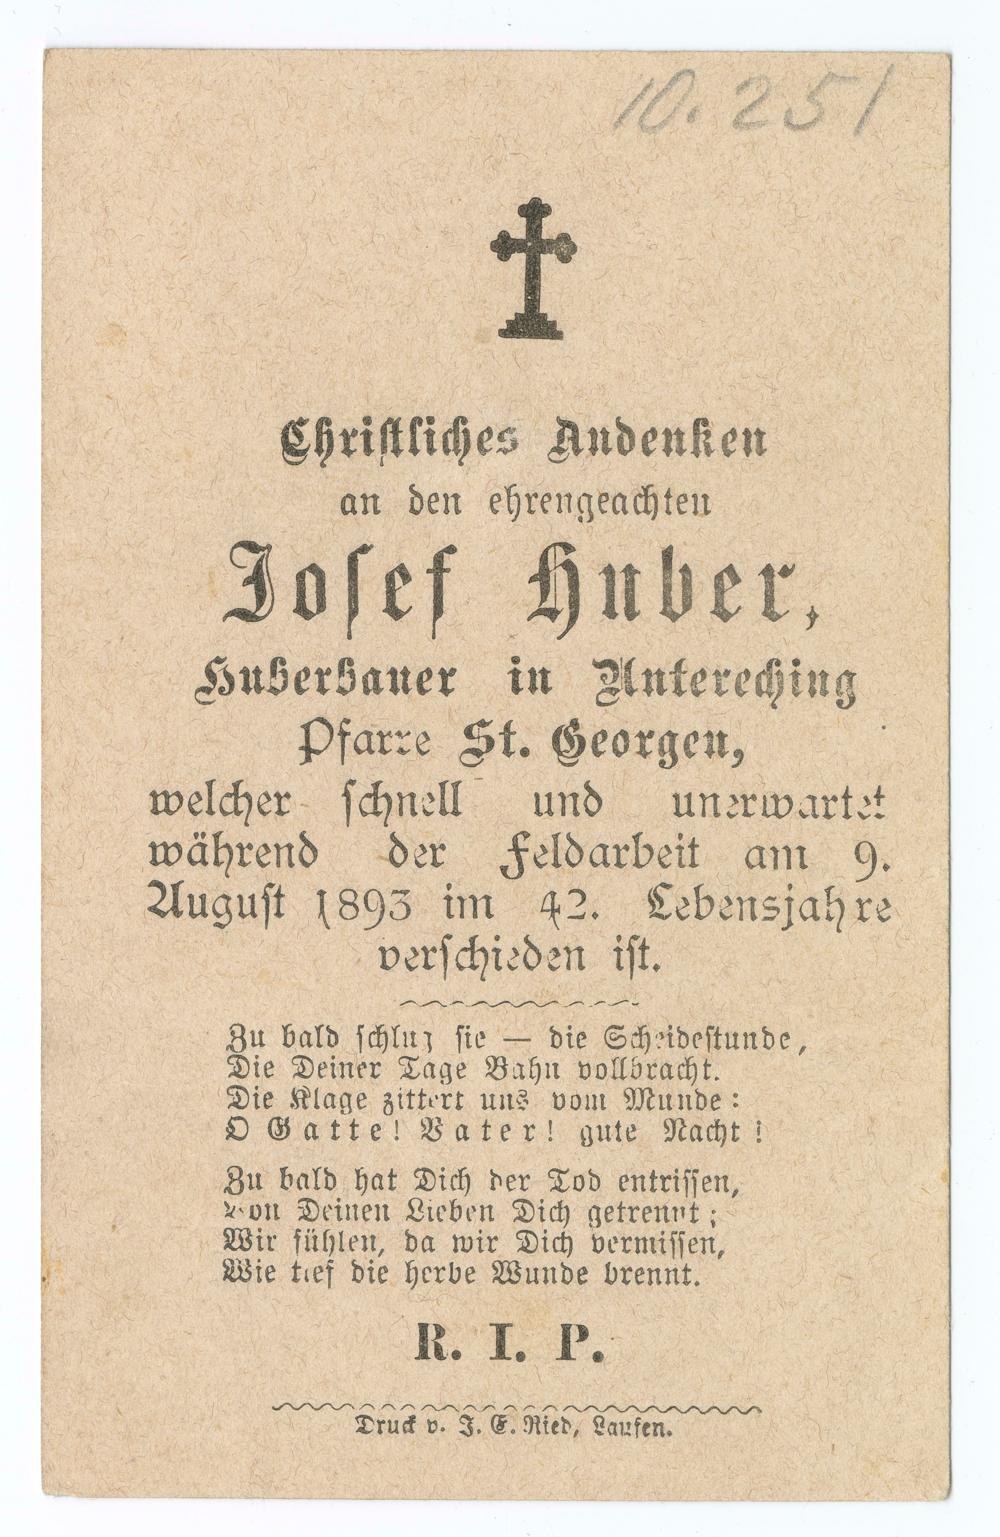 10.251
Christliches Andenken
an den ehrengeachten
Josef Huber,
Huberbauer in Untereching
Pfarre St. Georgen,
welcher schnell und unerwartet
während der Feldarbeit am 9.
August 1893 im 42. Lebensjahre
verschieden ist.
Zu bald schlug sie — die Scheidestunde,
Die Deiner Tage Bahn vollbracht.
Die Klage zittert uns vom Munde:
O Gatte! Vater! gute Nacht!
Zu bald hat Dich der Tod entrissen,
Von Deinen Lieben Dich getrennt;
Wir fühlen, da wir Dich vermissen,
Wie tief die herbe Wunde brennt.
R. I. P.
Druck v. J. E. Ried, Laufen.